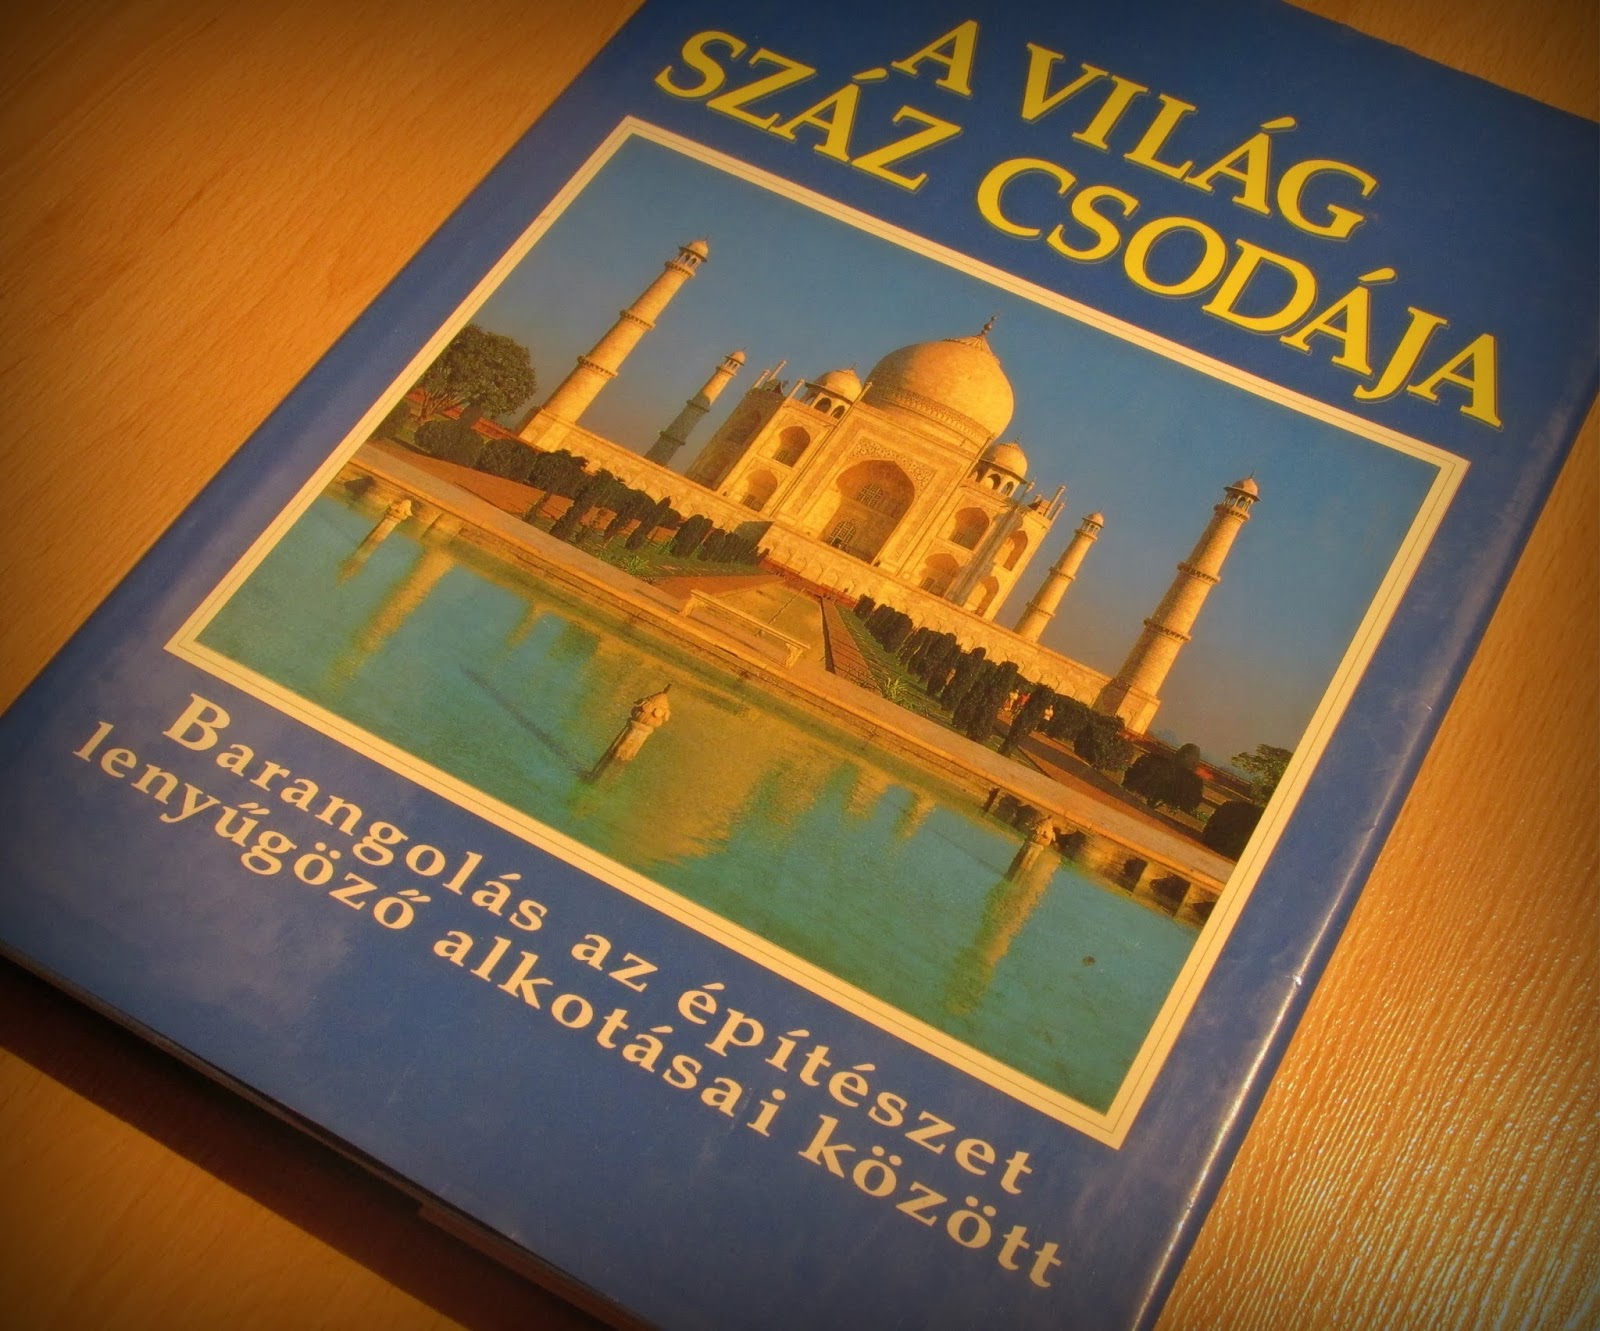 A VILÁG
SZÁZ CSODÁJA
Barangolás az építészet
lenyűgöző alkotásai között